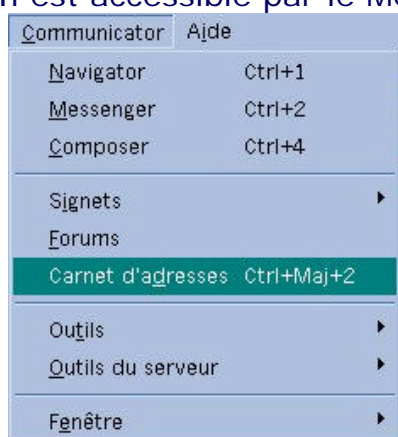 est accessible par le
Communicator Aide
Navigator Ctrl+1
Messenger Ctrl+2
Composer Ctrl+4
Signets
Forums
Carnet d'adresses Ctrl+Maj+2
Outils
Outils du serveur
Fenêtre